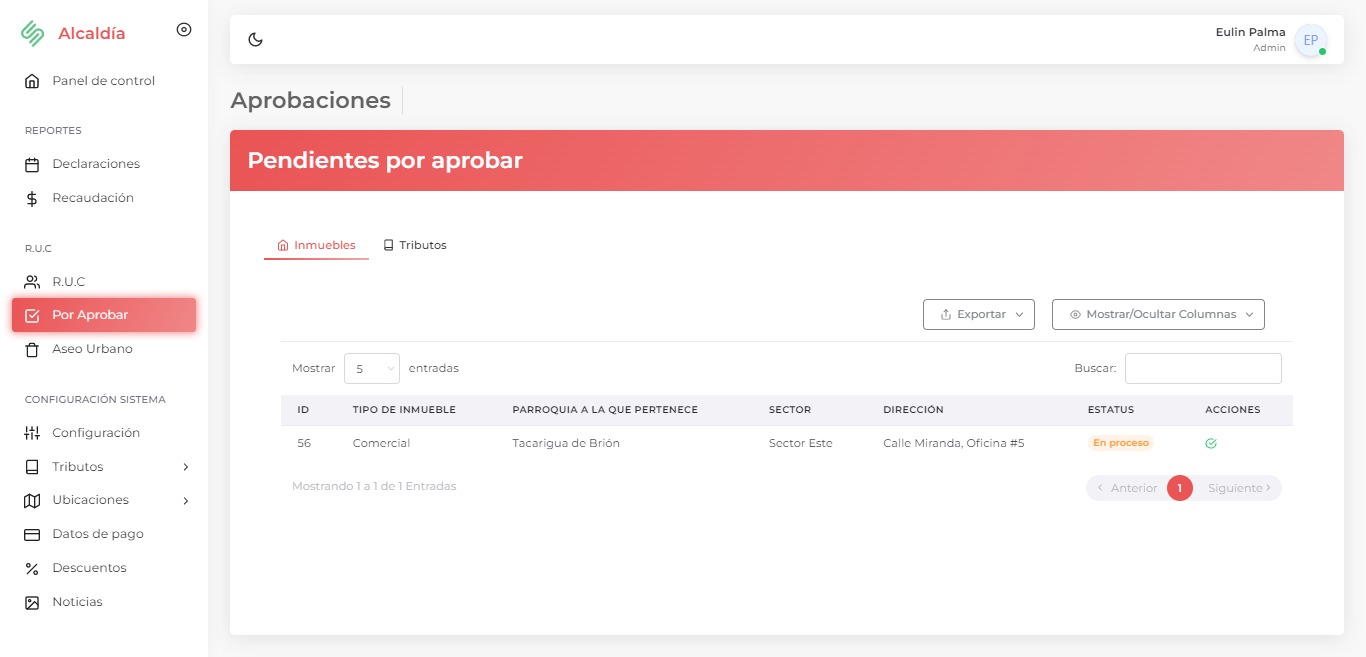 Alcaldía
Panel de control
REPORTES
Declaraciones
Recaudación
R.U.C
R.U.C
Por Aprobar
Aseo Urbano
CONFIGURACIÓN SISTEMA
Configuración
Tributos
Ubicaciones
Datos de pago
Descuentos
Noticias
Eulin Palma
Admin
EP
Aprobaciones
Pendientes por aprobar
Inmuebles Tributos
Exportar Mostrar/Ocultar Columnas
Mostrar 5 entradas Buscar:
ID TIPO DE INMUEBLE PARROQUIA A LA QUE PERTENECE SECTOR DIRECCIÓN ESTATUS ACCIONES
56 Comercial Tacarigua de Brión Sector Este Calle Miranda, Oficina #5 En proceso
Mostrando 1 a 1 de 1 Entradas Anterior 1 Siguiente